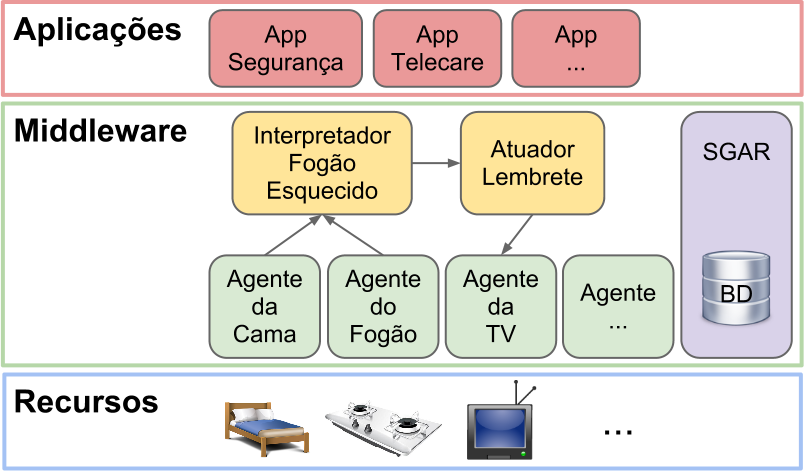 Aplicações
App
Segurança
App
Telecare
App
...
Middleware
Interpretador
Fogão
Esquecido
Atuador
Lembrete
SGAR
BD
Agente
da
Cama
Agente
do
Fogão
Agente
da
TV
Agente
...
Recursos
...